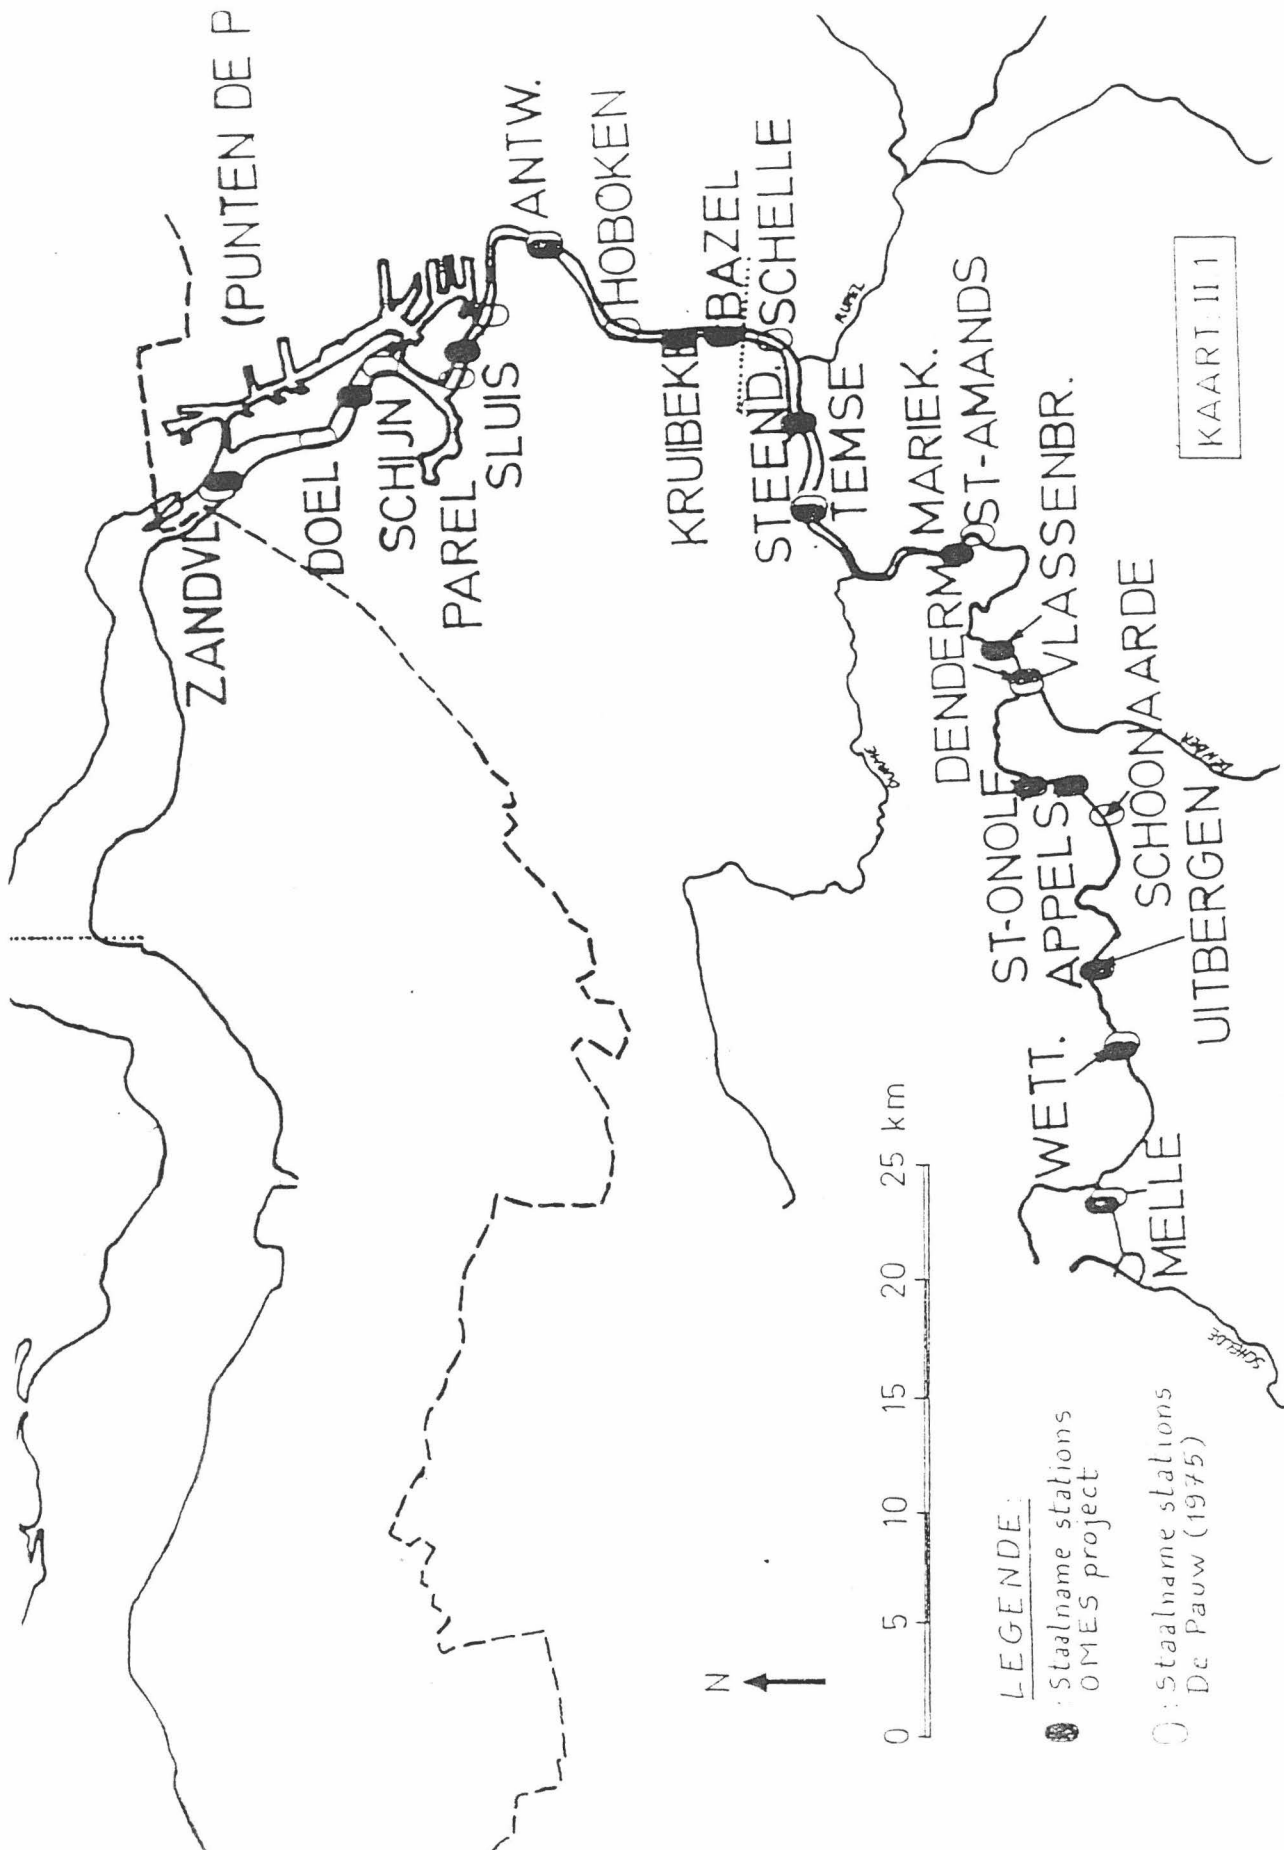 (PUNTEN DE P
ZANDVL
DOEL
SCHIJN
PAREL
SLUIS
ANTW.
HOBOKEN
KRUIBEKE
BAZEL
STEEND.
SCHELLE
TEMSE
RUPEL
MARIEK.
ST-AMANDS
DENDERM
VLASSENBR.
DURME
ST-ONOLF
APPELS
SCHOONAARDE
DENDER
UITBERGEN
WETT.
MELLE
SCHELDE
KAART: II 1
N
0 5 10 15 20 25 km
LEGENDE:
: Staalname stations
OMES project
: Staalname stations
De Pauw (1975)